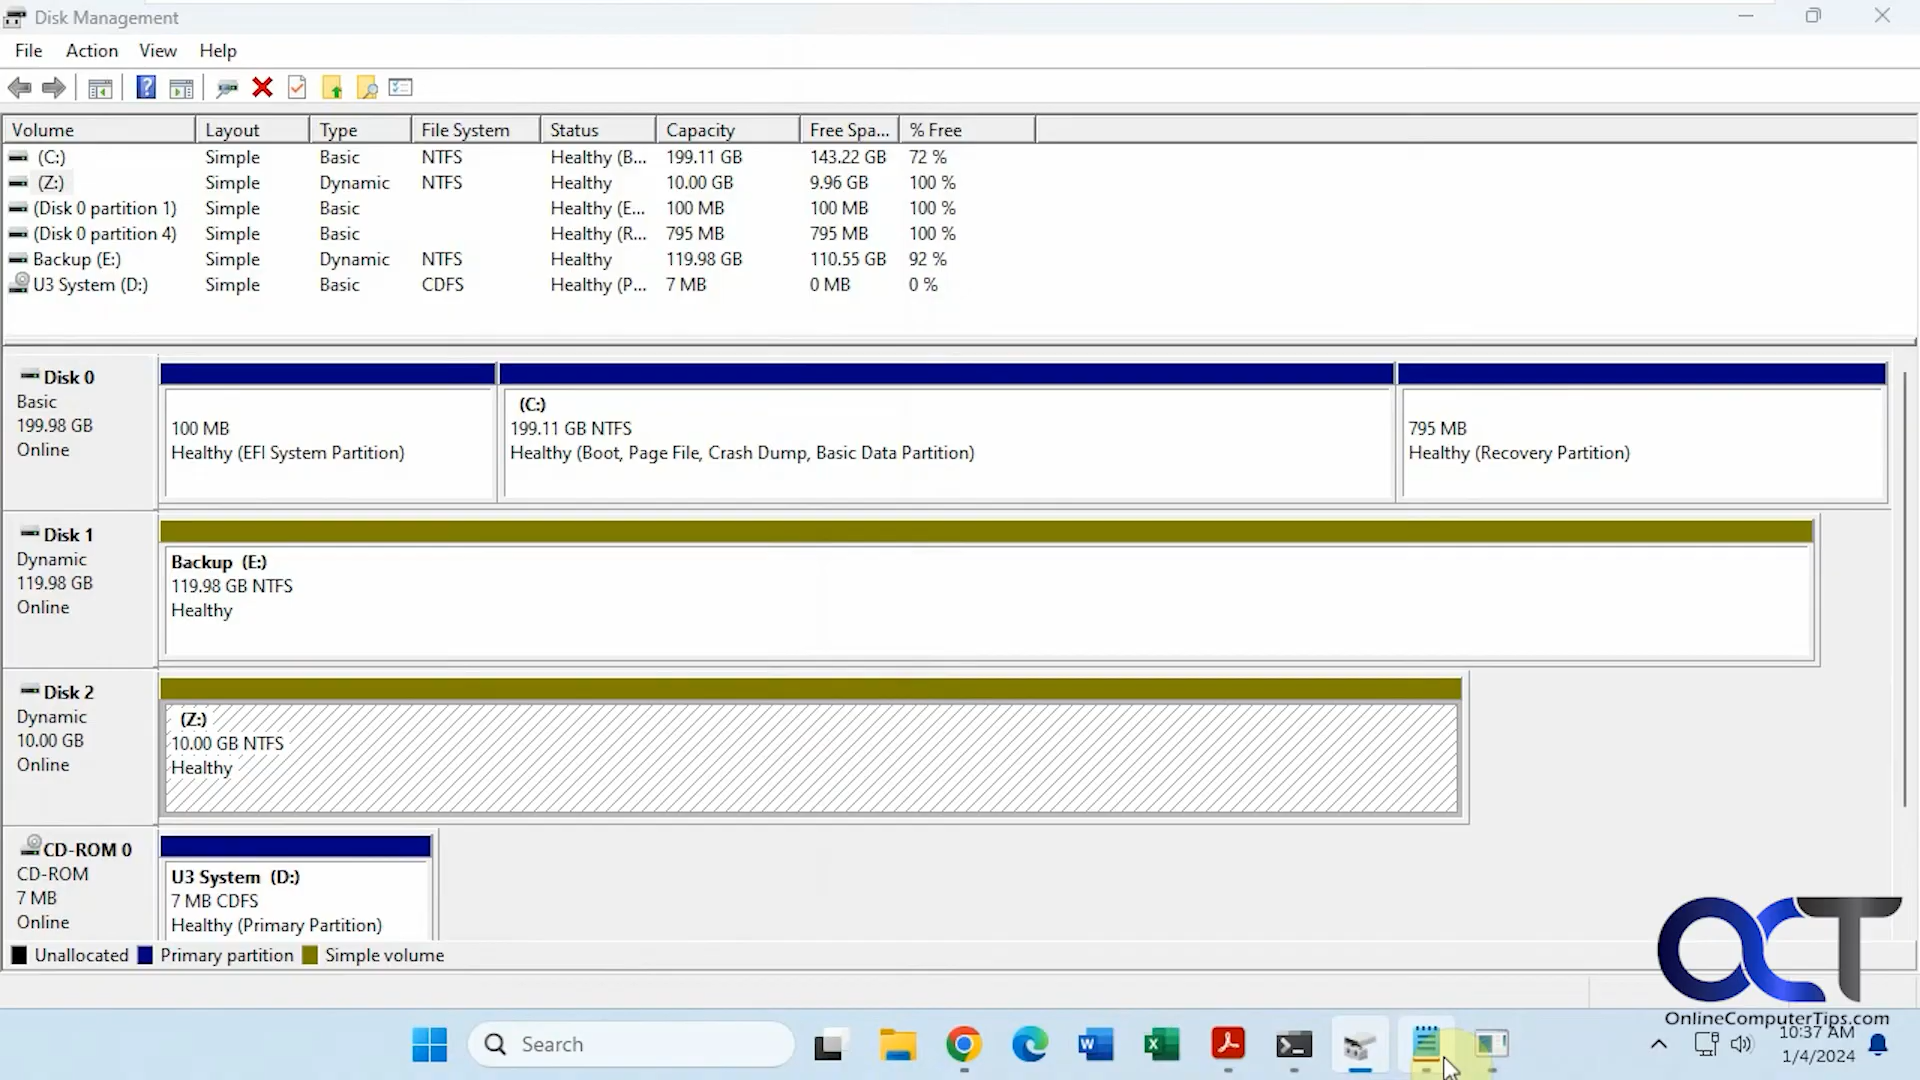 Disk Management
File Action View Help
?
Volume Layout Type File System Status Capacity Free Spa... % Free
(C:) Simple Basic NTFS Healthy (B... 199.11 GB 143.22 GB 72 %
(Z:) Simple Dynamic NTFS Healthy 10.00 GB 9.96 GB 100 %
(Disk 0 partition 1) Simple Basic Healthy (E... 100 MB 100 MB 100 %
(Disk 0 partition 4) Simple Basic Healthy (R... 795 MB 795 MB 100 %
Backup (E:) Simple Dynamic NTFS Healthy 119.98 GB 110.55 GB 92 %
U3 System (D:) Simple Basic CDFS Healthy (P... 7 MB 0 MB 0 %
Disk 0
Basic
199.98 GB
Online
100 MB
Healthy (EFI System Partition)
(C:)
199.11 GB NTFS
Healthy (Boot, Page File, Crash Dump, Basic Data Partition)
795 MB
Healthy (Recovery Partition)
Disk 1
Dynamic
119.98 GB
Online
Backup (E:)
119.98 GB NTFS
Healthy
Disk 2
Dynamic
10.00 GB
Online
(Z:)
10.00 GB NTFS
Healthy
CD-ROM 0
CD-ROM
7 MB
Online
U3 System (D:)
7 MB CDFS
Healthy (Primary Partition)
Unallocated Primary partition Simple volume
OCT
OnlineComputerTips.com
Search
W
X
10:37 AM
1/4/2024